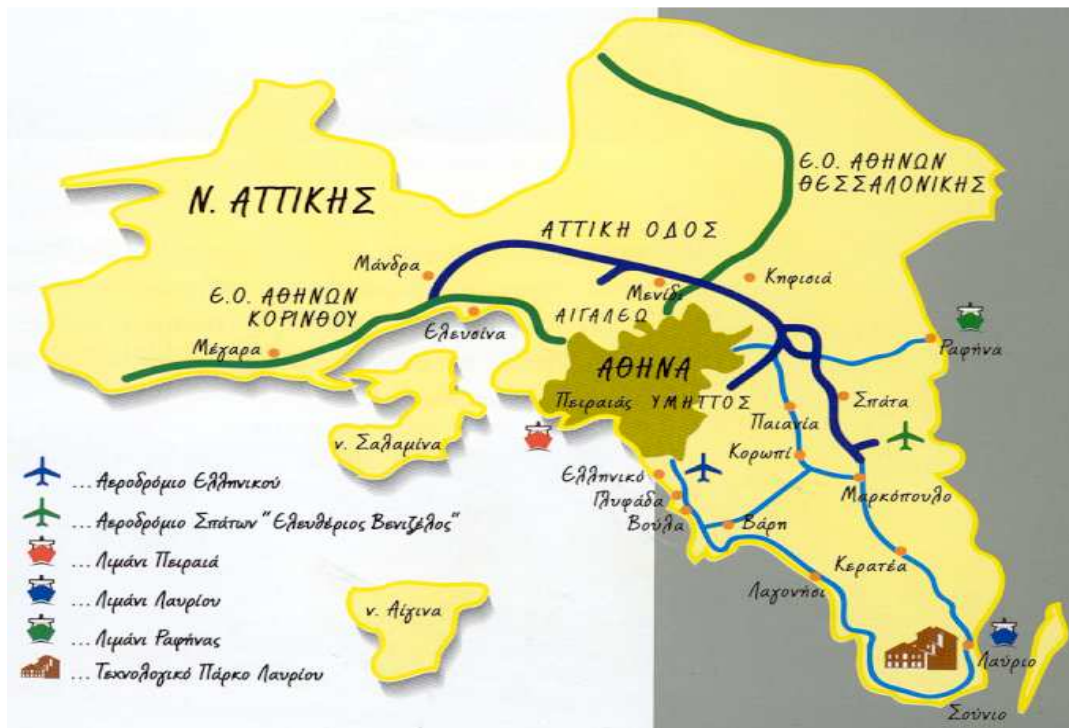 Ε.Ο. ΑΘΗΝΩΝ
ΘΕΣΣΑΛΟΝΙΚΗΣ
Ν. ΑΤΤΙΚΗΣ
ΑΤΤΙΚΗ ΟΔΟΣ
Μάνδρα
Μενίδι
Κηφισιά
Ε.Ο. ΑΘΗΝΩΝ
ΚΟΡΙΝΘΟΥ
ΑΙΓΑΛΕΩ
Ελευσίνα
Μέγαρα
Ραφήνα
ΑΘΗΝΑ
Πειραιάς
ΥΜΗΤΤΟΣ
Σπάτα
Παιανία
ν. Σαλαμίνα
Κορωπί
Ελληνικό
Μαρκόπουλο
Γλυφάδα
Βούλα
Βάρη
Κερατέα
Λαγονήσι
ν. Αίγινα
Λαύριο
Σούνιο
...Αεροδρόμιο Ελληνικού
...Αεροδρόμιο Σπάτων "Ελευθέριος Βενιζέλος"
...Λιμάνι Πειραιά
...Λιμάνι Λαυρίου
...Λιμάνι Ραφήνας
...Τεχνολογικό Πάρκο Λαυρίου